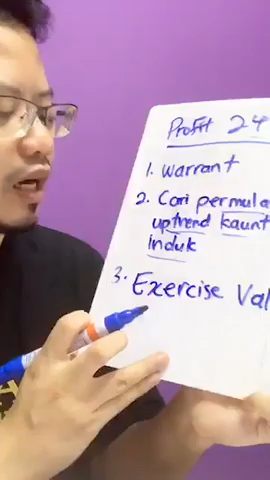 Profit 24
1. Warrant
2. Cari permula
uptrend kaunt
induk
3. Exercise Val